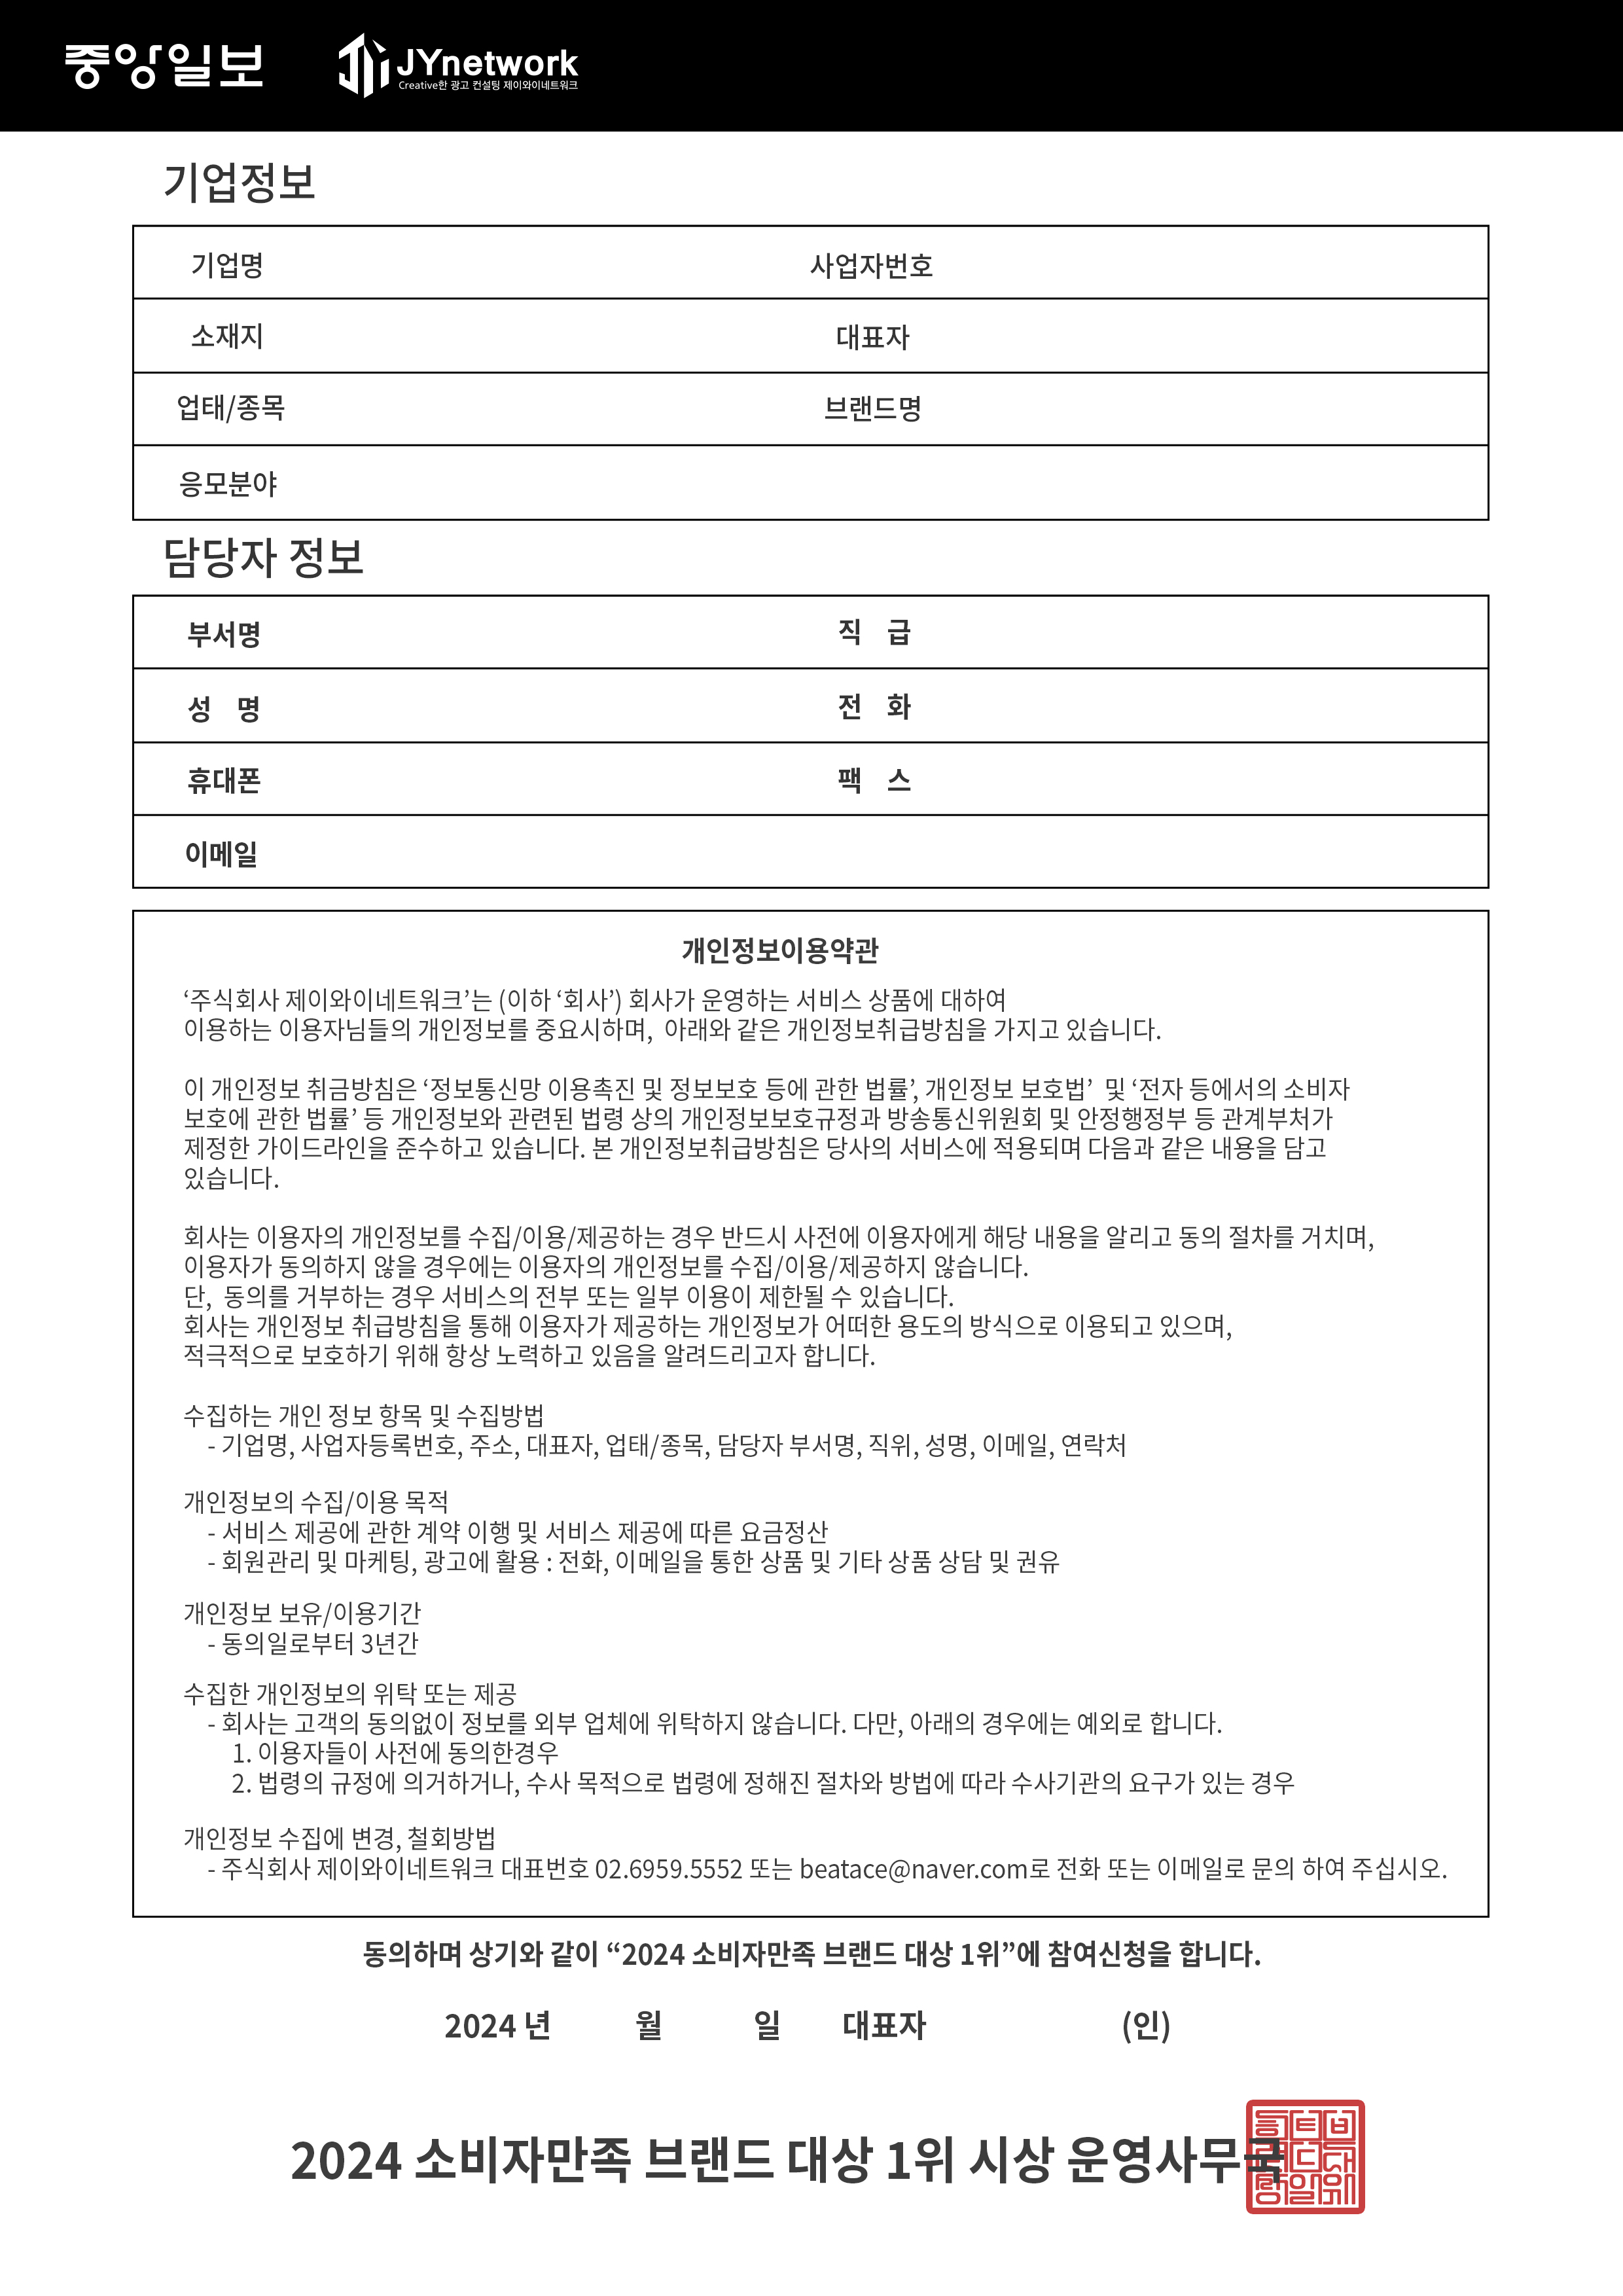 중앙일보
JYnetwork
Creative한 광고 컨설팅 제이와이네트워크
기업정보
기업명 사업자번호
소재지 대표자
업태/종목 브랜드명
응모분야
담당자 정보
부서명 직 급
성 명 전 화
휴대폰 팩 스
이메일
개인정보이용약관
‘주식회사 제이와이네트워크’는 (이하 ‘회사’) 회사가 운영하는 서비스 상품에 대하여
이용하는 이용자님들의 개인정보를 중요시하며, 아래와 같은 개인정보취급방침을 가지고 있습니다.
이 개인정보 취금방침은 ‘정보통신망 이용촉진 및 정보보호 등에 관한 법률’, 개인정보 보호법’ 및 ‘전자 등에서의 소비자
보호에 관한 법률’ 등 개인정보와 관련된 법령 상의 개인정보보호규정과 방송통신위원회 및 안정행정부 등 관계부처가
제정한 가이드라인을 준수하고 있습니다. 본 개인정보취급방침은 당사의 서비스에 적용되며 다음과 같은 내용을 담고
있습니다.
회사는 이용자의 개인정보를 수집/이용/제공하는 경우 반드시 사전에 이용자에게 해당 내용을 알리고 동의 절차를 거치며,
이용자가 동의하지 않을 경우에는 이용자의 개인정보를 수집/이용/제공하지 않습니다.
단, 동의를 거부하는 경우 서비스의 전부 또는 일부 이용이 제한될 수 있습니다.
회사는 개인정보 취급방침을 통해 이용자가 제공하는 개인정보가 어떠한 용도의 방식으로 이용되고 있으며,
적극적으로 보호하기 위해 항상 노력하고 있음을 알려드리고자 합니다.
수집하는 개인 정보 항목 및 수집방법
- 기업명, 사업자등록번호, 주소, 대표자, 업태/종목, 담당자 부서명, 직위, 성명, 이메일, 연락처
개인정보의 수집/이용 목적
- 서비스 제공에 관한 계약 이행 및 서비스 제공에 따른 요금정산
- 회원관리 및 마케팅, 광고에 활용 : 전화, 이메일을 통한 상품 및 기타 상품 상담 및 권유
개인정보 보유/이용기간
- 동의일로부터 3년간
수집한 개인정보의 위탁 또는 제공
- 회사는 고객의 동의없이 정보를 외부 업체에 위탁하지 않습니다. 다만, 아래의 경우에는 예외로 합니다.
1. 이용자들이 사전에 동의한경우
2. 법령의 규정에 의거하거나, 수사 목적으로 법령에 정해진 절차와 방법에 따라 수사기관의 요구가 있는 경우
개인정보 수집에 변경, 철회방법
- 주식회사 제이와이네트워크 대표번호 02.6959.5552 또는 beatace@naver.com로 전화 또는 이메일로 문의 하여 주십시오.
동의하며 상기와 같이 “2024 소비자만족 브랜드 대상 1위”에 참여신청을 합니다.
2024 년 월 일 대표자 (인)
2024 소비자만족 브랜드 대상 1위 시상 운영사무국